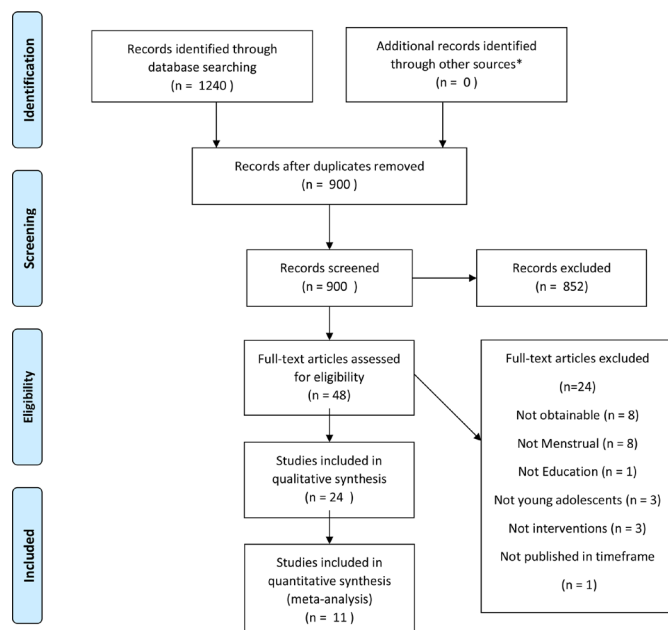 Identification
Records identified through
database searching
(n = 1240 )
Additional records identified
through other sources*
(n = 0 )
Records after duplicates removed
(n = 900 )
Screening
Records screened
(n = 900 )
Records excluded
(n = 852)
Eligibility
Full-text articles assessed
for eligibility
(n = 48)
Full-text articles excluded
(n=24)
Not obtainable (n = 8)
Not Menstrual (n = 8)
Not Education (n = 1)
Not young adolescents (n = 3)
Not interventions (n = 3)
Not published in timeframe
(n = 1)
Studies included in
qualitative synthesis
(n = 24 )
Included
Studies included in
quantitative synthesis
(meta-analysis)
(n = 11 )